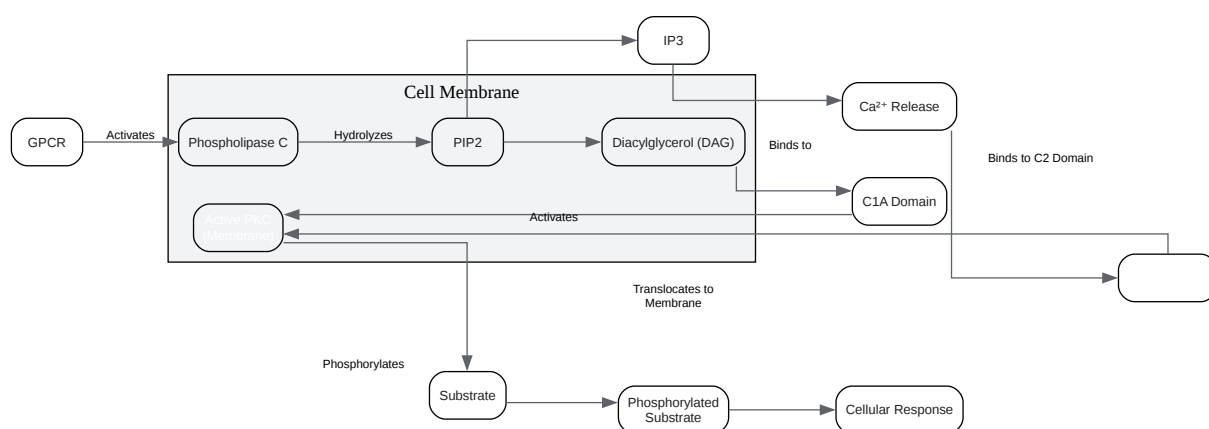 IP3
Cell Membrane
Ca²⁺ Release
GPCR
Activates
Phospholipase C
Hydrolyzes
PIP2
Diacylglycerol (DAG)
Binds to
Binds to C2 Domain
C1A Domain
Active PKC
(Membrane)
Activates
Translocates to
Membrane
Phosphorylates
Substrate
Phosphorylated
Substrate
Cellular Response